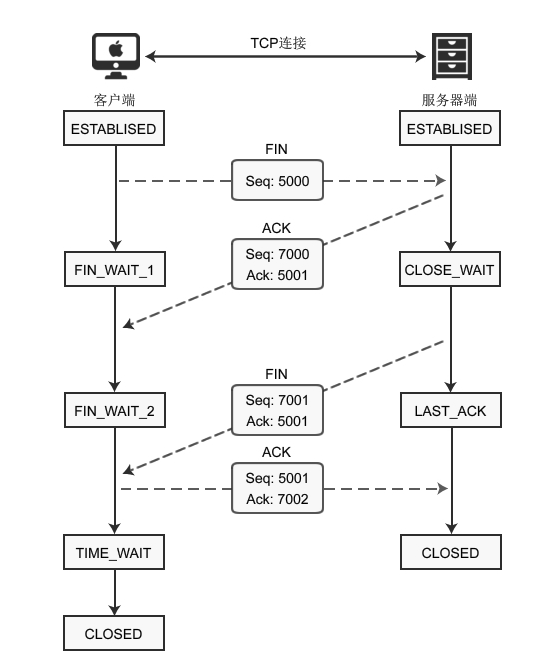 TCP连接
客户端
服务器端
ESTABLISED
ESTABLISED
FIN
Seq: 5000
ACK
Seq: 7000
Ack: 5001
FIN_WAIT_1
CLOSE_WAIT
FIN
Seq: 7001
Ack: 5001
FIN_WAIT_2
LAST_ACK
ACK
Seq: 5001
Ack: 7002
TIME_WAIT
CLOSED
CLOSED